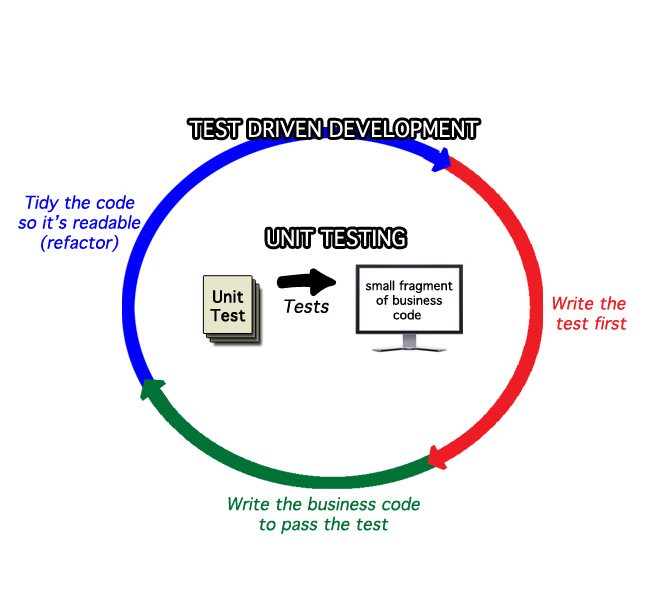 TEST DRIVEN DEVELOPMENT
Tidy the code
so it's readable
(refactor)
UNIT TESTING
Unit
Test
Tests
small fragment
of business
code
Write the
test first
Write the business code
to pass the test